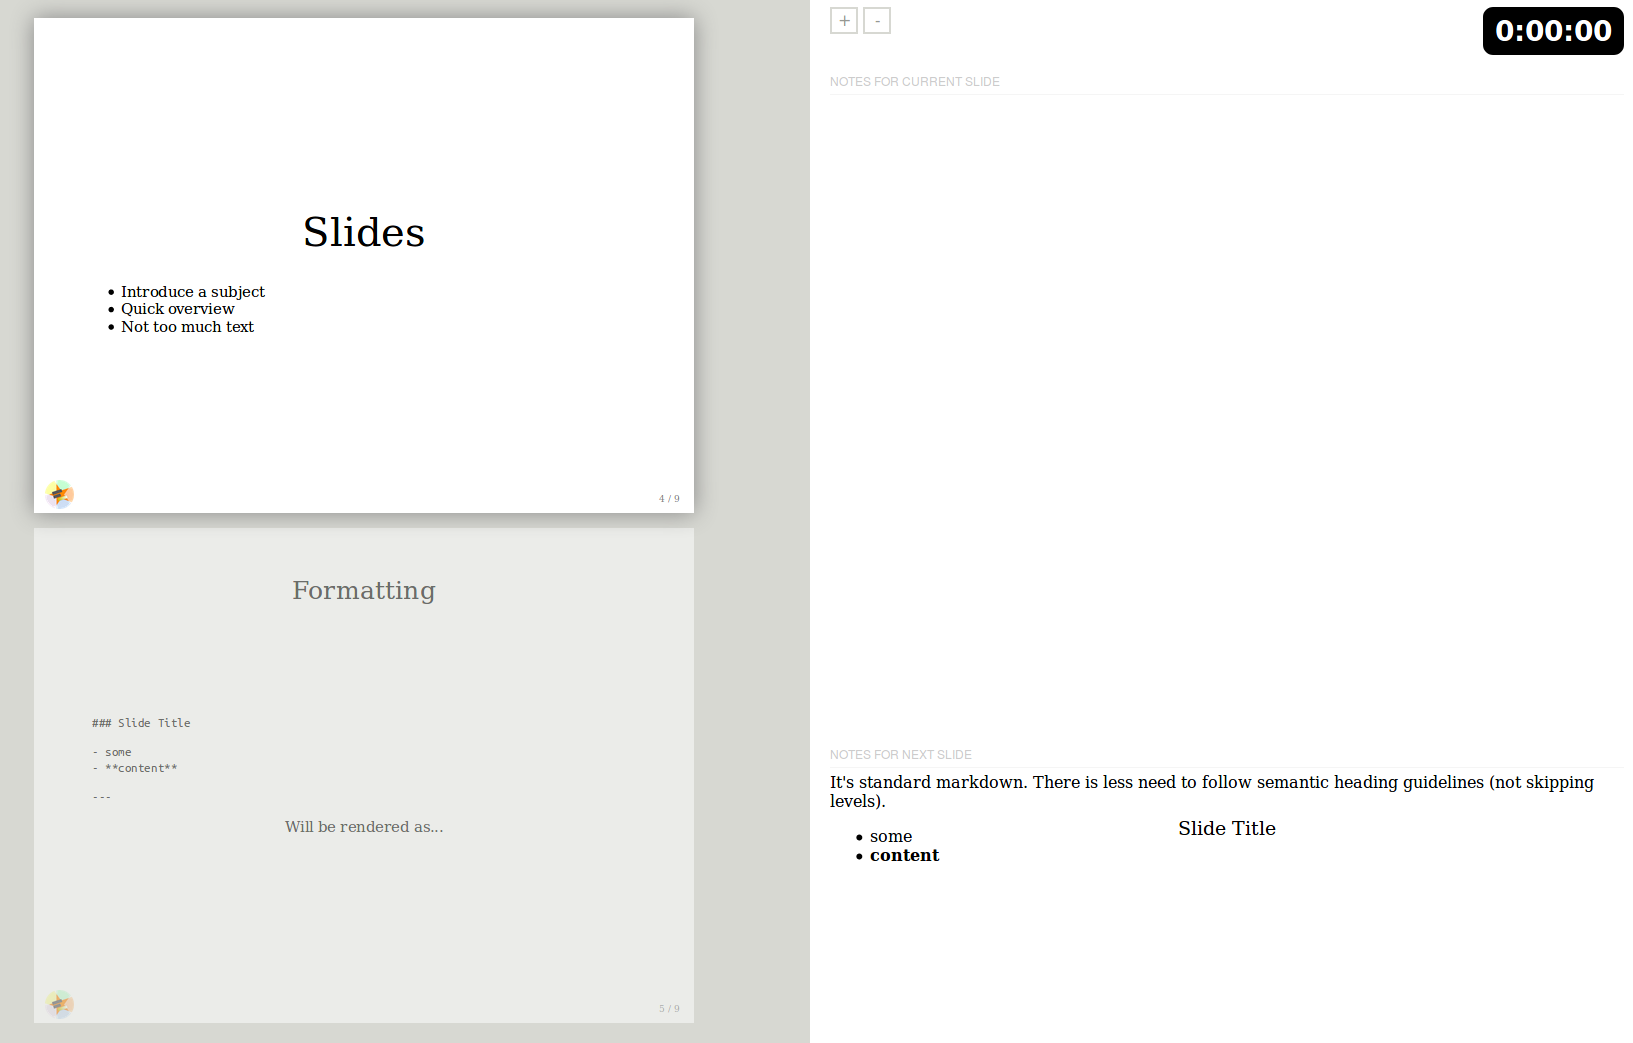 Slides
• Introduce a subject
• Quick overview
• Not too much text
4 / 9
Formatting
### Slide Title
- some
- **content**
---
Will be rendered as...
5 / 9
+ -
0:00:00
NOTES FOR CURRENT SLIDE
NOTES FOR NEXT SLIDE
It's standard markdown. There is less need to follow semantic heading guidelines (not skipping
levels).
Slide Title
• some
• content